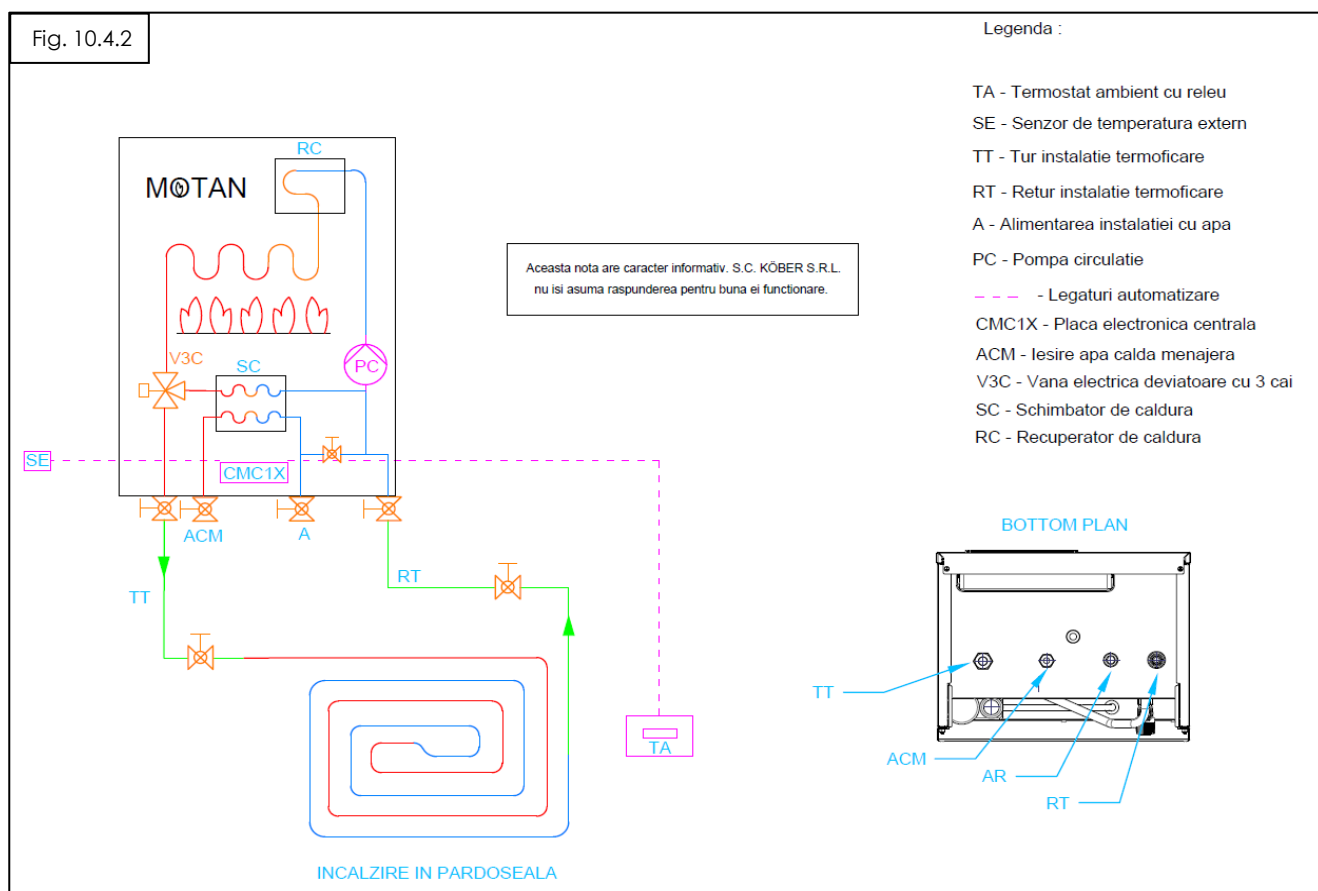 Fig. 10.4.2
Legenda :
TA - Termostat ambient cu releu
SE - Senzor de temperatura extern
TT - Tur instalatie termoficare
RT - Retur instalatie termoficare
A - Alimentarea instalatiei cu apa
PC - Pompa circulatie
- Legaturi automatizare
CMC1X - Placa electronica centrala
ACM - Iesire apa calda menajera
V3C - Vana electrica deviatoare cu 3 cai
SC - Schimbator de caldura
RC - Recuperator de caldura
RC
MOTAN
Aceasta nota are caracter informativ. S.C. KÖBER S.R.L.
nu isi asuma raspunderea pentru buna ei functionare.
V3C
SC
PC
SE
CMC1X
ACM
A
TT
RT
TA
INCALZIRE IN PARDOSEALA
BOTTOM PLAN
TT
ACM
AR
RT